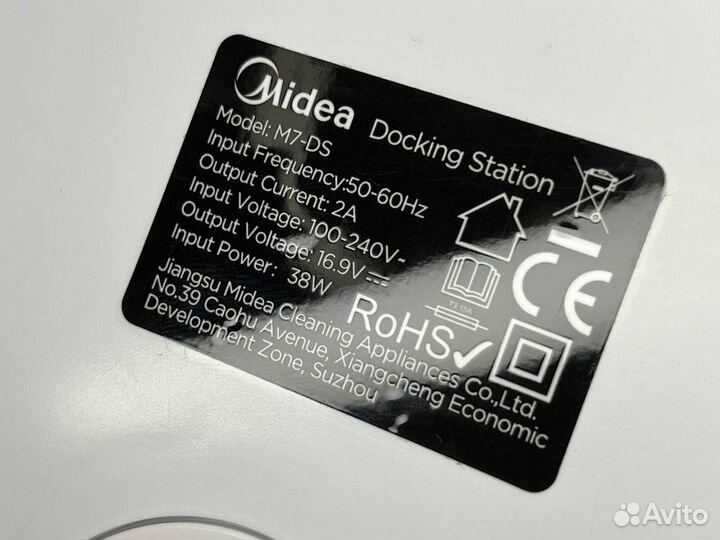 Midea Docking Station
Model: M7-DS
Input Frequency:50-60Hz
Output Current: 2A
Input Voltage: 100-240V~
Output Voltage: 16.9V
Input Power: 38W
T3.15A
RoHS
CE
Jiangsu Midea Cleaning Appliances Co.,Ltd.
No.39 Caohu Avenue, Xiangcheng Economic
Development Zone, Suzhou
Avito